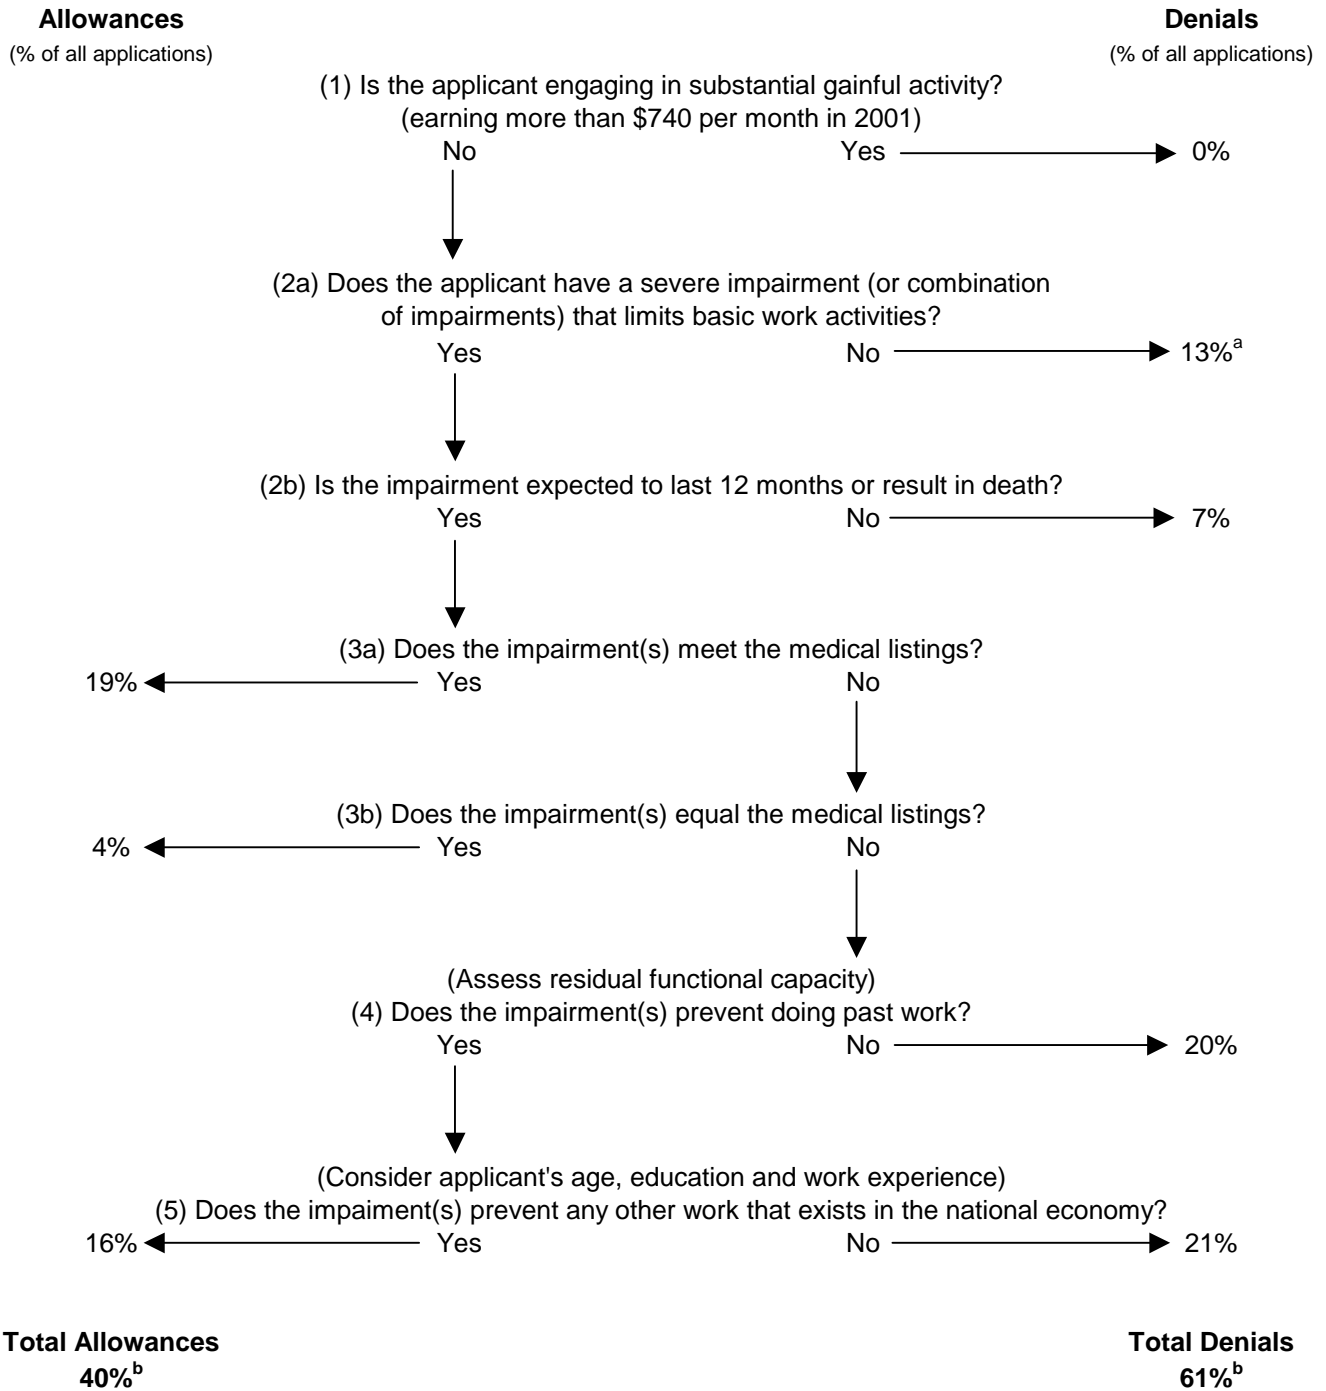 Allowances
(% of all applications)
Denials
(% of all applications)
(1) Is the applicant engaging in substantial gainful activity?
(earning more than $740 per month in 2001)
No
Yes
0%
(2a) Does the applicant have a severe impairment (or combination
of impairments) that limits basic work activities?
Yes
No
13%a
(2b) Is the impairment expected to last 12 months or result in death?
Yes
No
7%
(3a) Does the impairment(s) meet the medical listings?
19%
Yes
No
(3b) Does the impairment(s) equal the medical listings?
4%
Yes
No
(Assess residual functional capacity)
(4) Does the impairment(s) prevent doing past work?
Yes
No
20%
(Consider applicant's age, education and work experience)
(5) Does the impaiment(s) prevent any other work that exists in the national economy?
16%
Yes
No
21%
Total Allowances
40%b
Total Denials
61%b